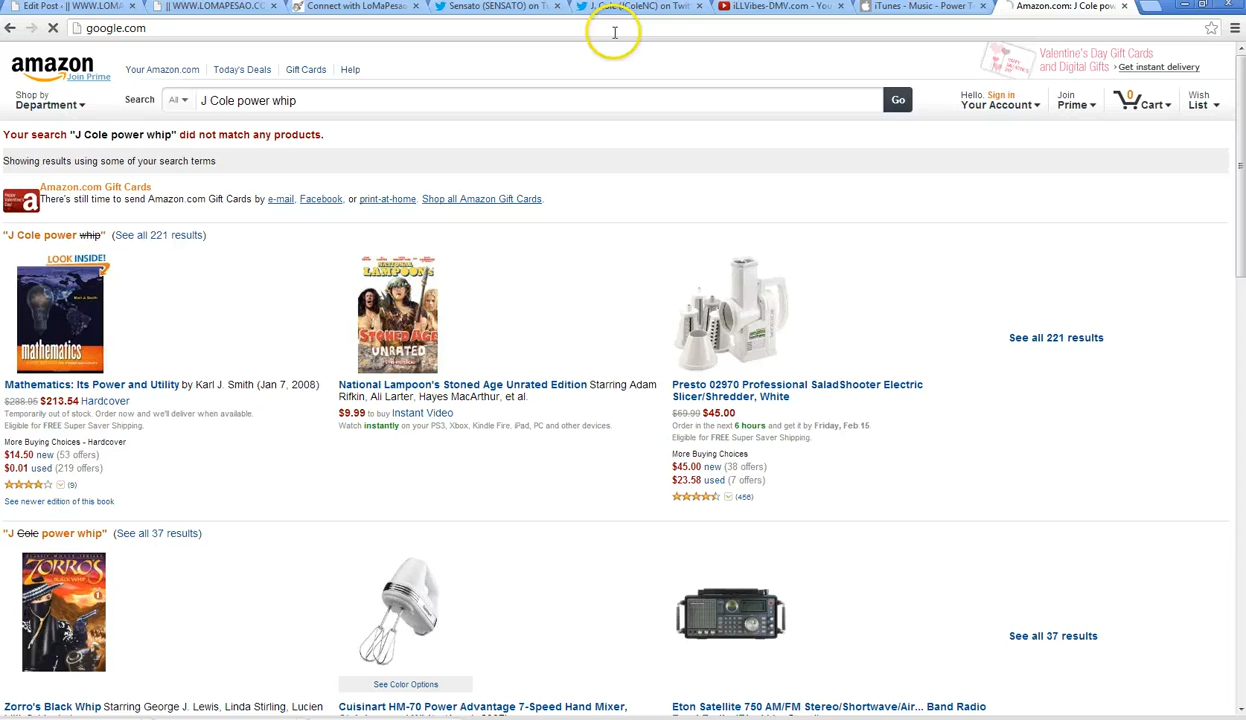 Edit Post ‹ || WWW.LOMA
|| WWW.LOMAPESAO.CC
Connect with LoMaPesao
Sensato (SENSATO) on Tw
J. Cole (JColeNC) on Twit
iLLVibes-DMV.com - You
iTunes - Music - Power T
Amazon.com: J Cole pow
google.com
amazon
Join Prime
Your Amazon.com
Today's Deals
Gift Cards
Help
Valentine's Day Gift Cards
and Digital Gifts
Get instant delivery
Shop by
Department
Search
All
J Cole power whip
Go
Hello. Sign in
Your Account
Join
Prime
0
Cart
Wish
List
Your search "J Cole power whip" did not match any products.
Showing results using some of your search terms
Amazon.com Gift Cards
There's still time to send Amazon.com Gift Cards by e-mail, Facebook, or print-at-home. Shop all Amazon Gift Cards.
"J Cole power whip" (See all 221 results)
LOOK INSIDE!
Karl J. Smith
mathematics
NATIONAL
LAMPOON'S
STONED AGE
UNRATED
See all 221 results
Mathematics: Its Power and Utility by Karl J. Smith (Jan 7, 2008)
$288.95 $213.54 Hardcover
Temporarily out of stock. Order now and we'll deliver when available.
Eligible for FREE Super Saver Shipping.
More Buying Choices - Hardcover
$14.50 new (53 offers)
$0.01 used (219 offers)
(9)
See newer edition of this book
National Lampoon's Stoned Age Unrated Edition Starring Adam
Rifkin, Ali Larter, Hayes MacArthur, et al.
$9.99 to buy Instant Video
Watch instantly on your PS3, Xbox, Kindle Fire, iPad, PC and other devices.
Presto 02970 Professional SaladShooter Electric
Slicer/Shredder, White
$69.99 $45.00
Order in the next 6 hours and get it by Friday, Feb 15.
Eligible for FREE Super Saver Shipping.
More Buying Choices
$45.00 new (38 offers)
$23.58 used (7 offers)
(456)
"J Cole power whip" (See all 37 results)
ZORRO'S
BLACK WHIP
See Color Options
See all 37 results
Zorro's Black Whip Starring George J. Lewis, Linda Stirling, Lucien
Cuisinart HM-70 Power Advantage 7-Speed Hand Mixer,
Eton Satellite 750 AM/FM Stereo/Shortwave/Air... Band Radio